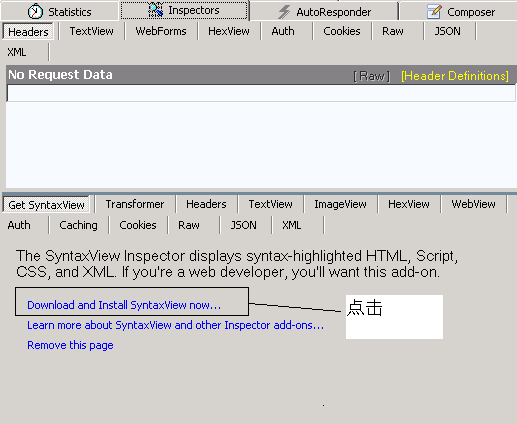 Statistics Inspectors AutoResponder Composer
Headers TextView WebForms HexView Auth Cookies Raw JSON
XML
No Request Data [ Raw ] [Header Definitions]
Get SyntaxView Transformer Headers TextView ImageView HexView WebView
Auth Caching Cookies Raw JSON XML
The SyntaxView Inspector displays syntax-highlighted HTML, Script,
CSS, and XML. If you're a web developer, you'll want this add-on.
Download and Install SyntaxView now... 点击
Learn more about SyntaxView and other Inspector add-ons...
Remove this page